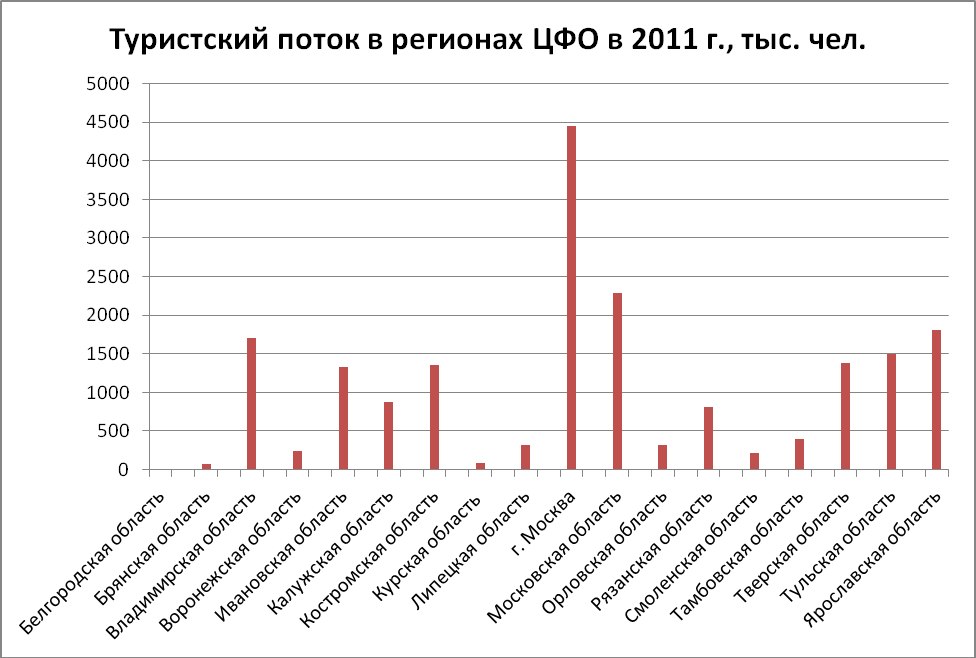 Туристский поток в регионах ЦФО в 2011 г., тыс. чел.
5000
4500
4000
3500
3000
2500
2000
1500
1000
500
0
Белгородская область
Брянская область
Владимирская область
Воронежская область
Ивановская область
Калужская область
Костромская область
Курская область
Липецкая область
г. Москва
Московская область
Орловская область
Рязанская область
Смоленская область
Тамбовская область
Тверская область
Тульская область
Ярославская область